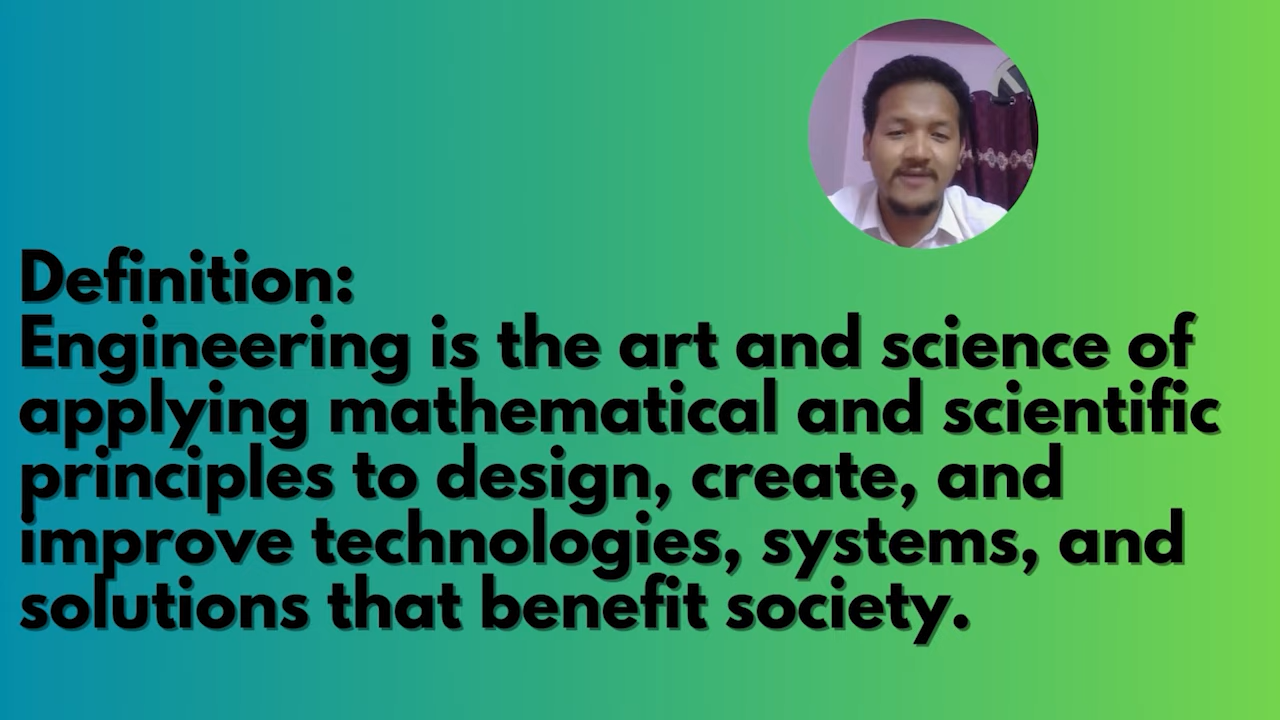 Definition:
Engineering is the art and science of
applying mathematical and scientific
principles to design, create, and
improve technologies, systems, and
solutions that benefit society.